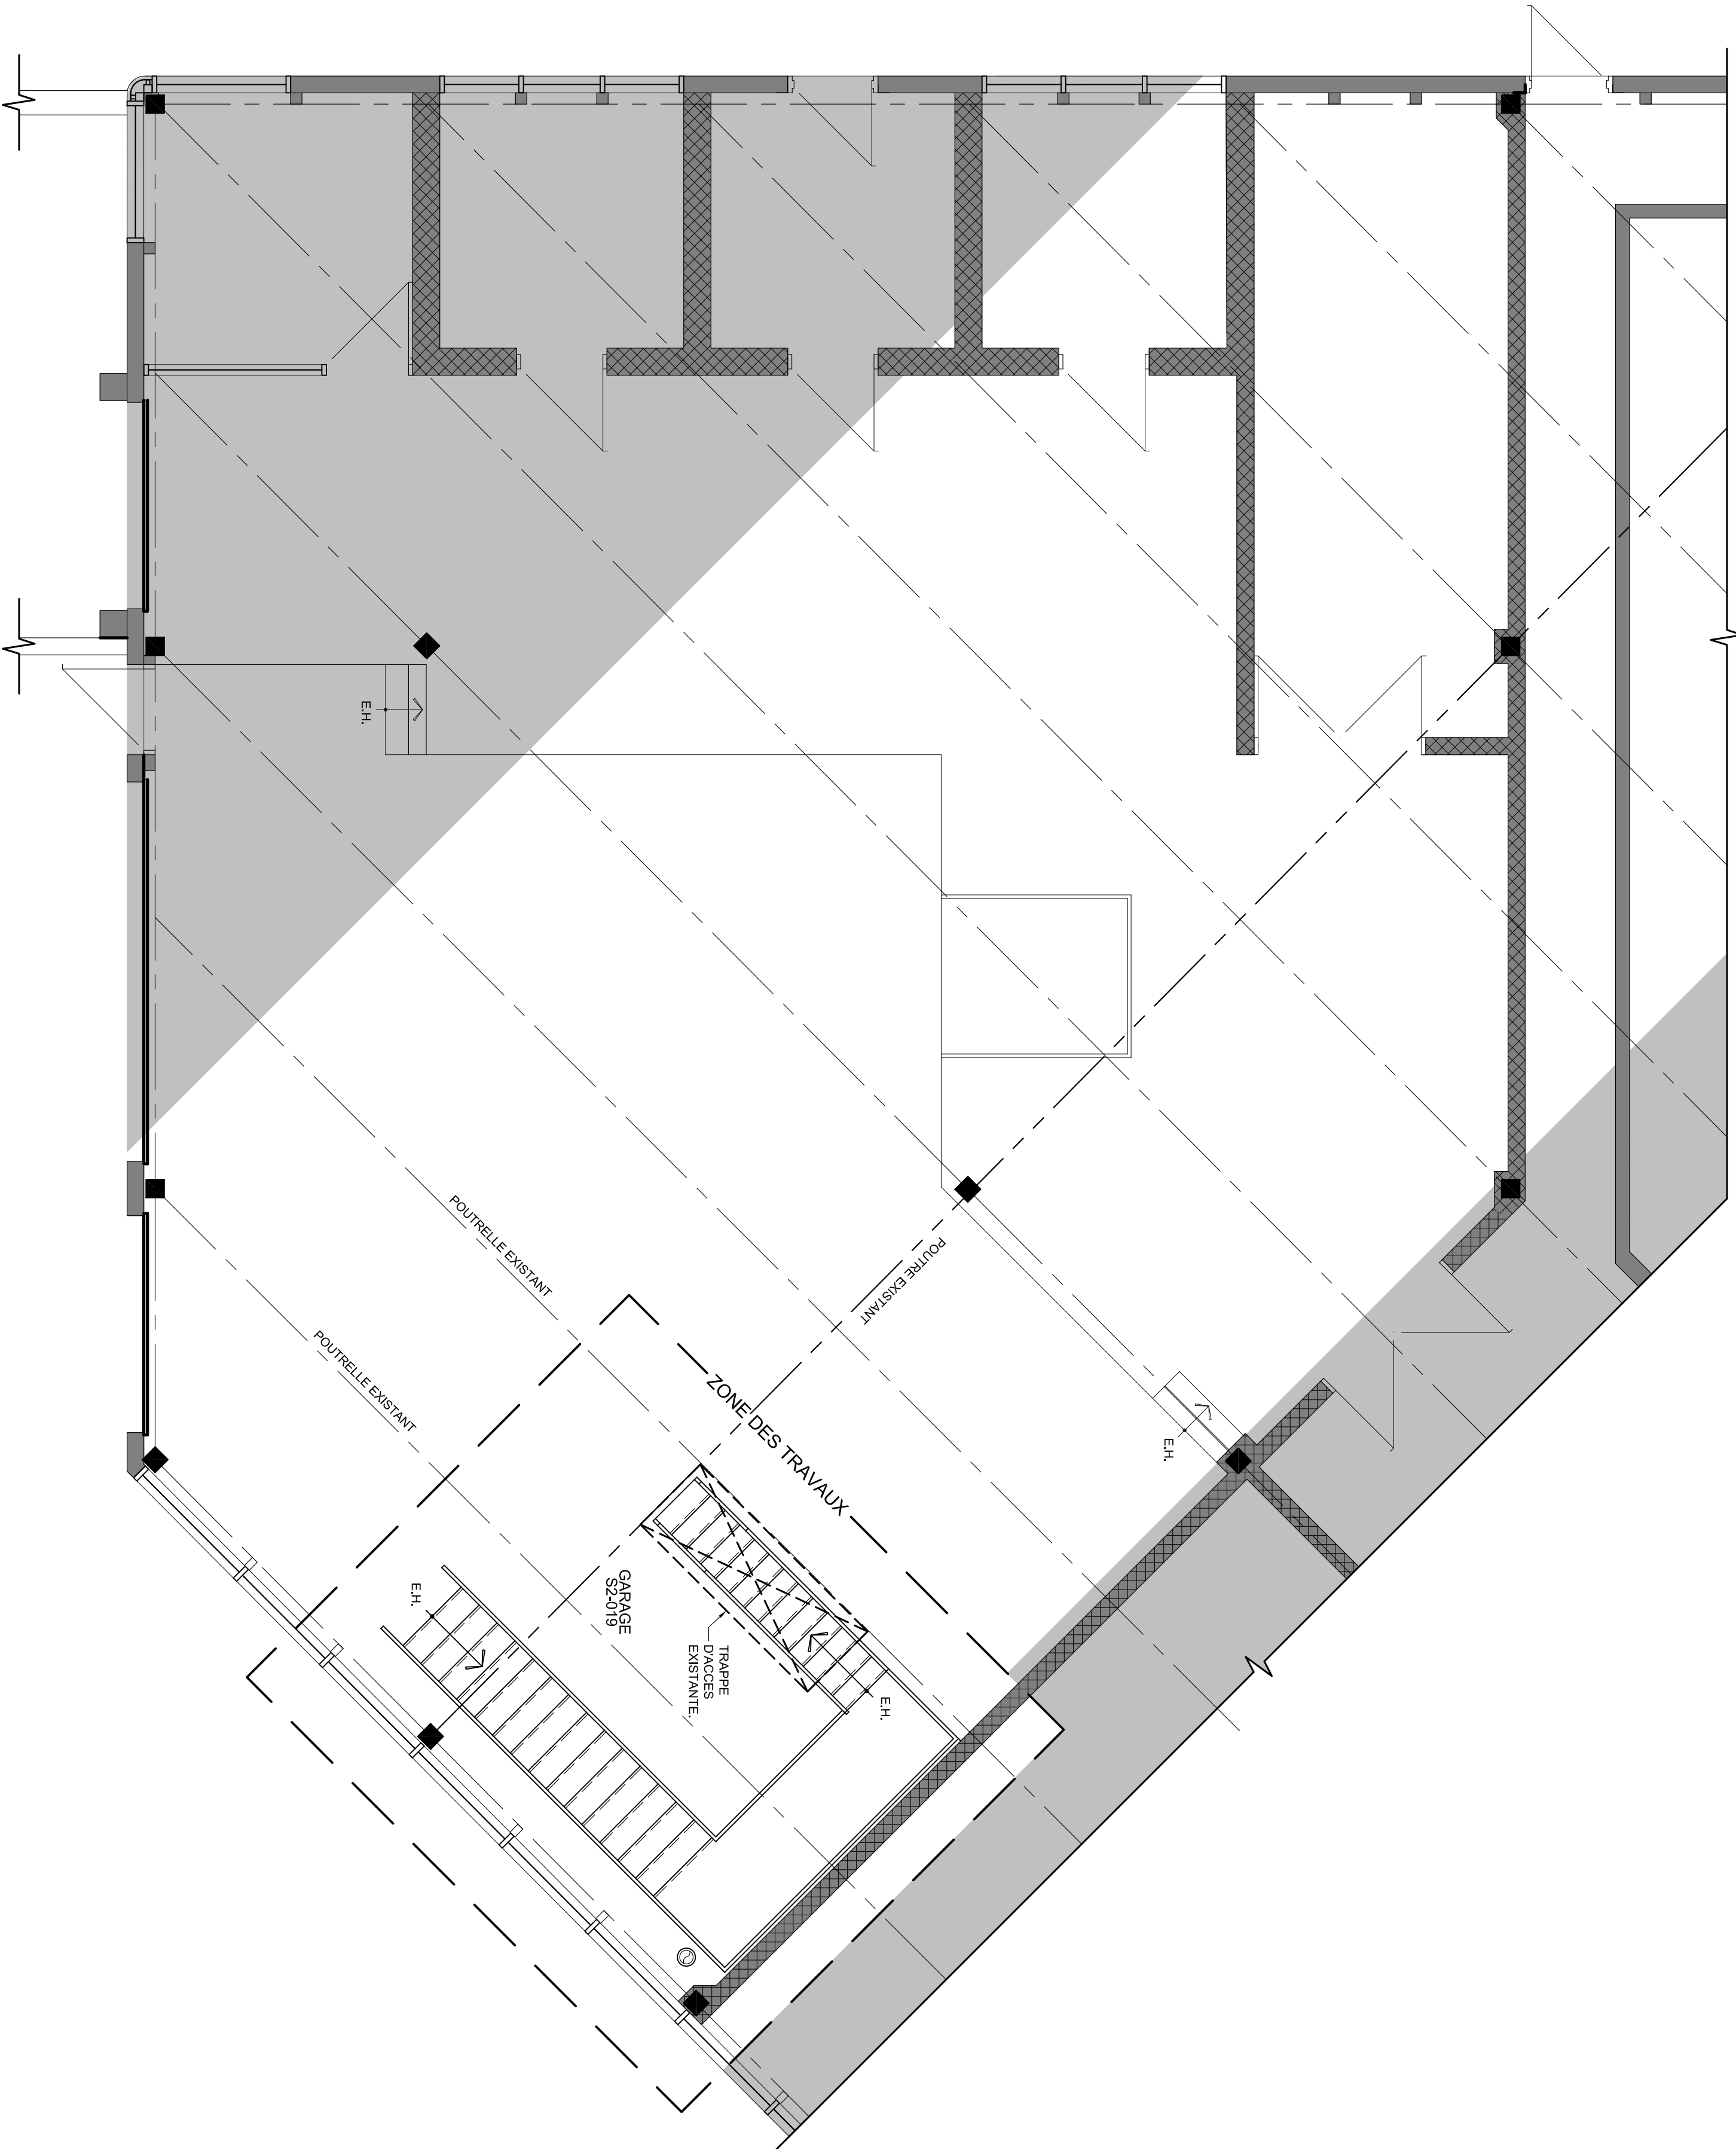 E.H.
POUTRELLE EXISTANT
POUTRE EXISTANT
POUTRELLE EXISTANT
ZONE DES TRAVAUX
E.H.
GARAGE
S2-019
E.H.
TRAPPE
D'ACCES
EXISTANTE.
E.H.